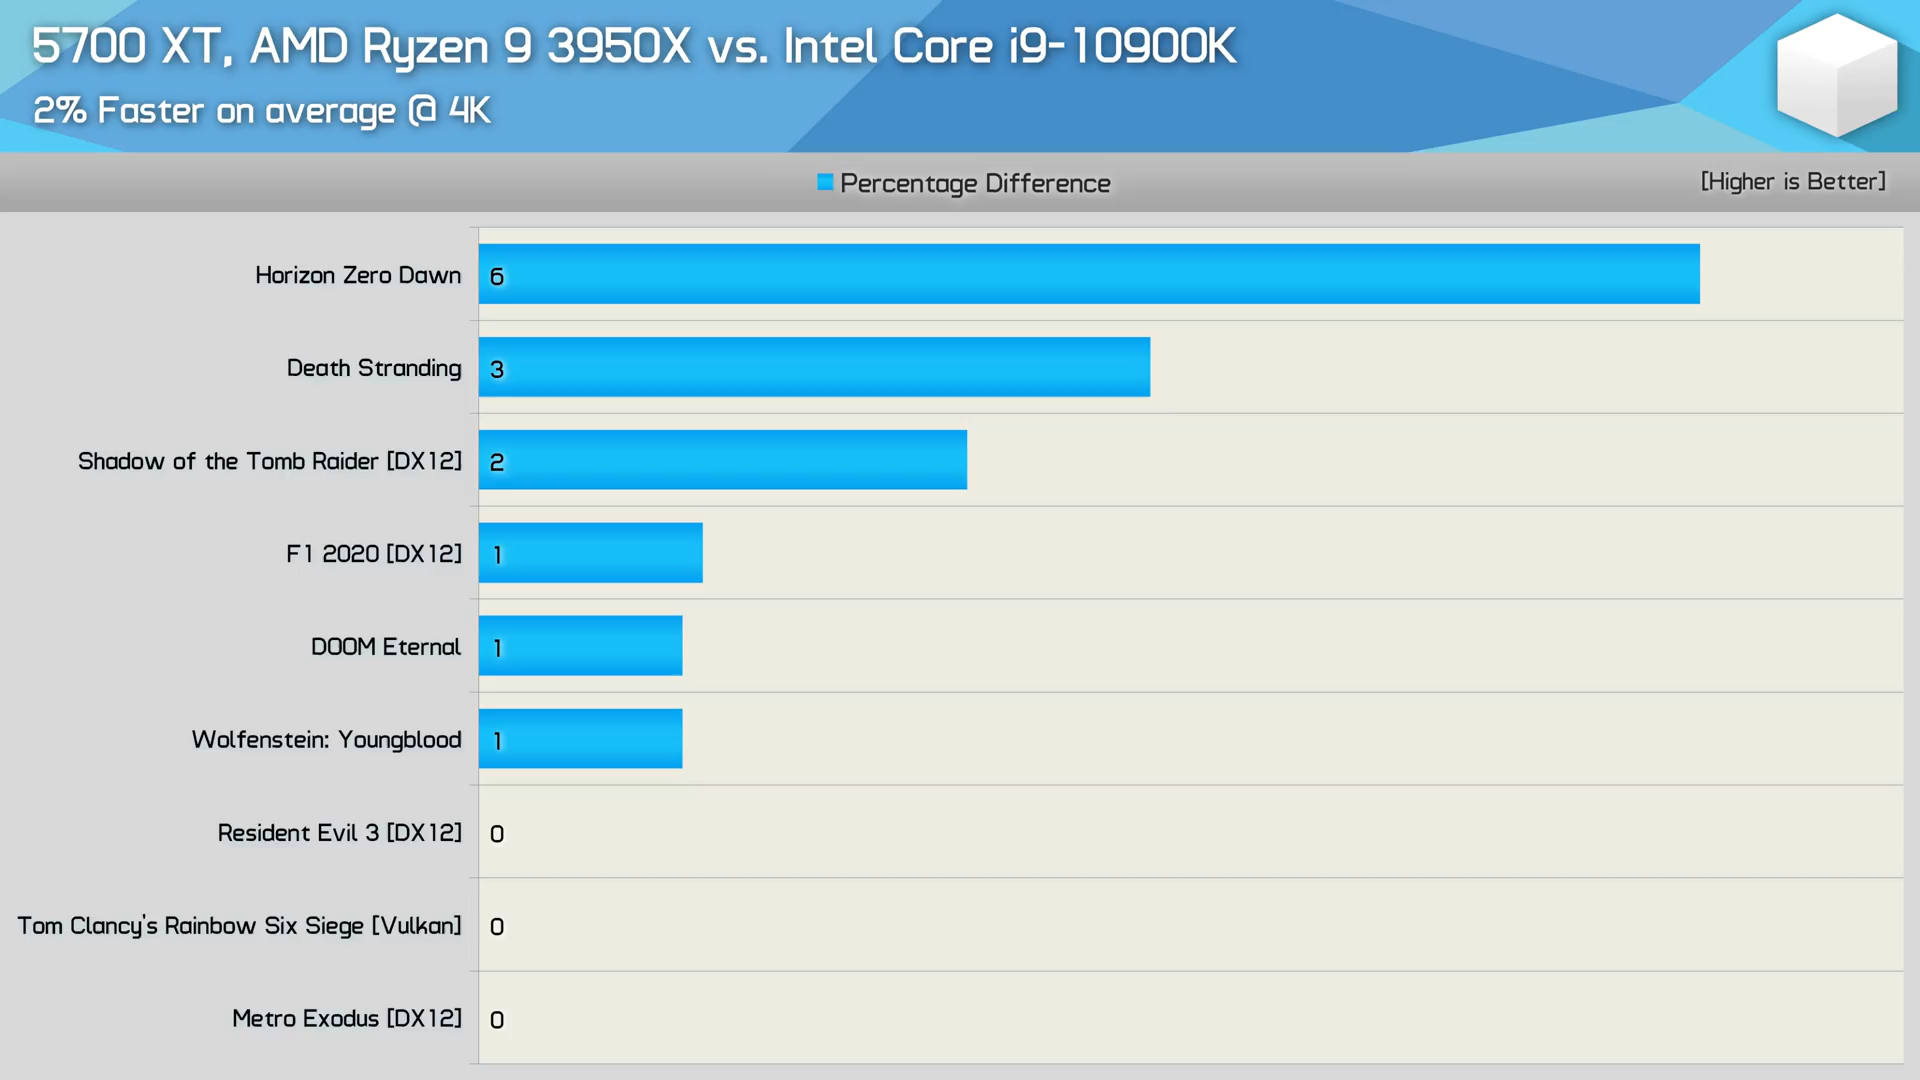 5700 XT, AMD Ryzen 9 3950X vs. Intel Core i9-10900K
2% Faster on average @ 4K
Percentage Difference
[Higher is Better]
Horizon Zero Dawn 6
Death Stranding 3
Shadow of the Tomb Raider [DX12] 2
F1 2020 [DX12] 1
DOOM Eternal 1
Wolfenstein: Youngblood 1
Resident Evil 3 [DX12] 0
Tom Clancy's Rainbow Six Siege [Vulkan] 0
Metro Exodus [DX12] 0